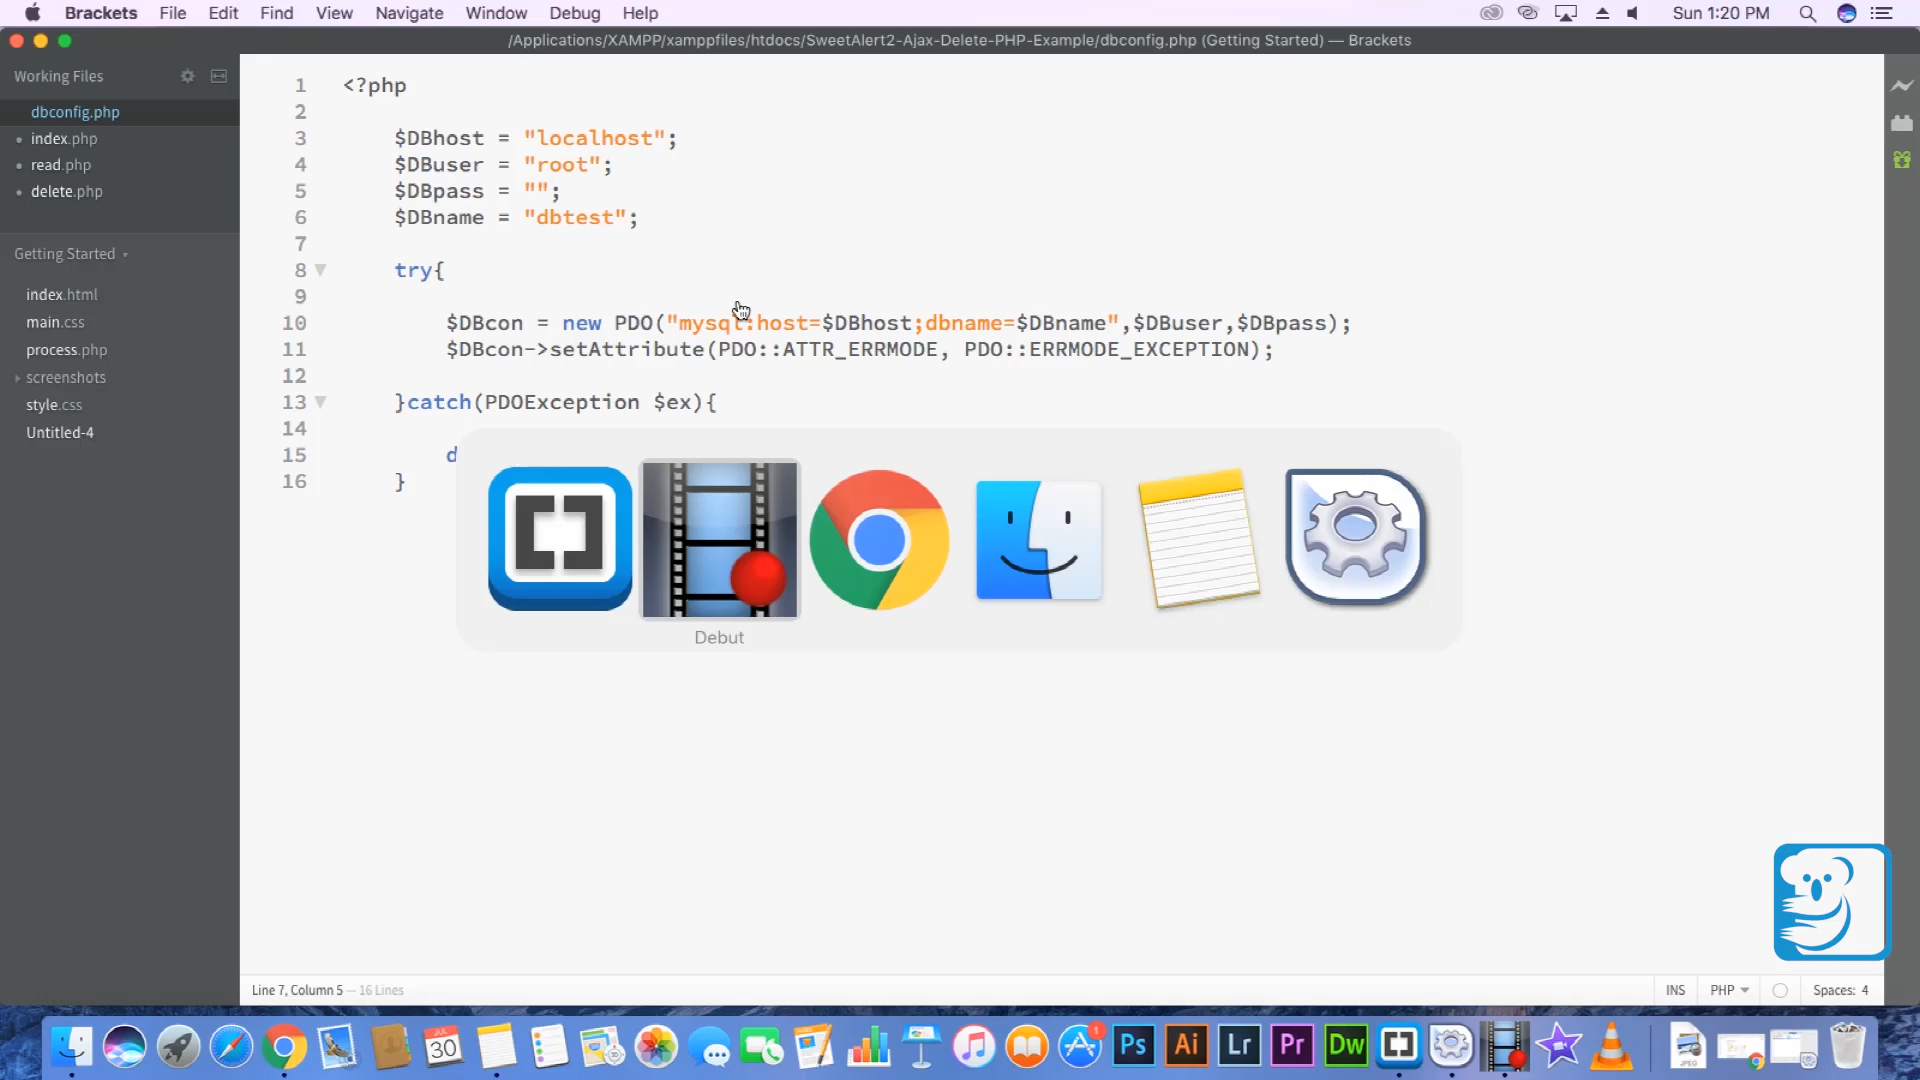 Brackets File Edit Find View Navigate Window Debug Help Sun 1:20 PM
/Applications/XAMPP/xamppfiles/htdocs/SweetAlert2-Ajax-Delete-PHP-Example/dbconfig.php (Getting Started) — Brackets
Working Files
dbconfig.php
index.php
read.php
delete.php
Getting Started
index.html
main.css
process.php
screenshots
style.css
Untitled-4
1 <?php
2
3 $DBhost = "localhost";
4 $DBuser = "root";
5 $DBpass = "";
6 $DBname = "dbtest";
7
8 try{
9
10 $DBcon = new PDO("mysql:host=$DBhost;dbname=$DBname",$DBuser,$DBpass);
11 $DBcon->setAttribute(PDO::ATTR_ERRMODE, PDO::ERRMODE_EXCEPTION);
12
13 }catch(PDOException $ex){
14
15 d
16 }
Debut
Line 7, Column 5 — 16 Lines
INS PHP Spaces: 4
JUL
30
1
Ps Ai Lr Pr Dw
JPEG